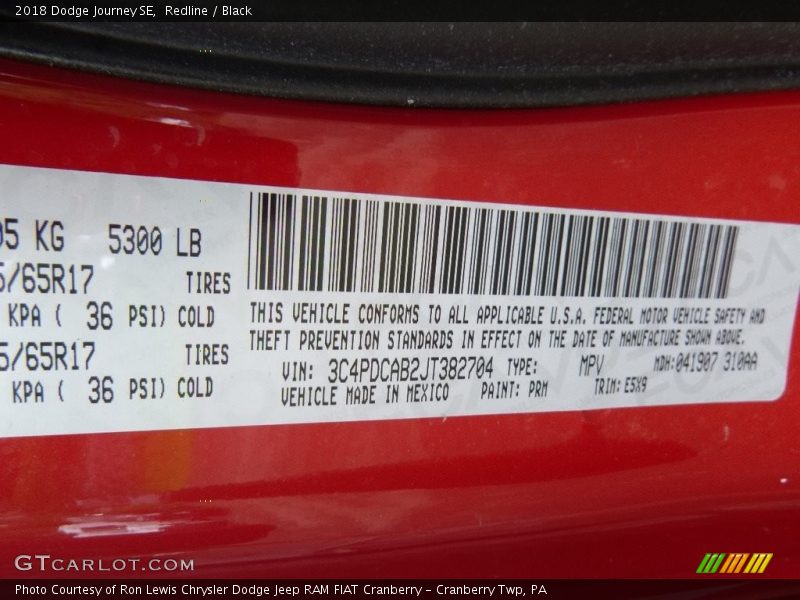 2018 Dodge Journey SE, Redline / Black
05 KG 5300 LB
5/65R17 TIRES
KPA ( 36 PSI) COLD
5/65R17 TIRES
KPA ( 36 PSI) COLD
THIS VEHICLE CONFORMS TO ALL APPLICABLE U.S.A. FEDERAL MOTOR VEHICLE SAFETY AND
THEFT PREVENTION STANDARDS IN EFFECT ON THE DATE OF MANUFACTURE SHOWN ABOVE.
VIN: 3C4PDCAB2JT382704 TYPE: MPV MDH:041907 310AA
VEHICLE MADE IN MEXICO PAINT: PRM TRIM: E5X9
GTCARLOT.COM
Photo Courtesy of Ron Lewis Chrysler Dodge Jeep RAM FIAT Cranberry - Cranberry Twp, PA